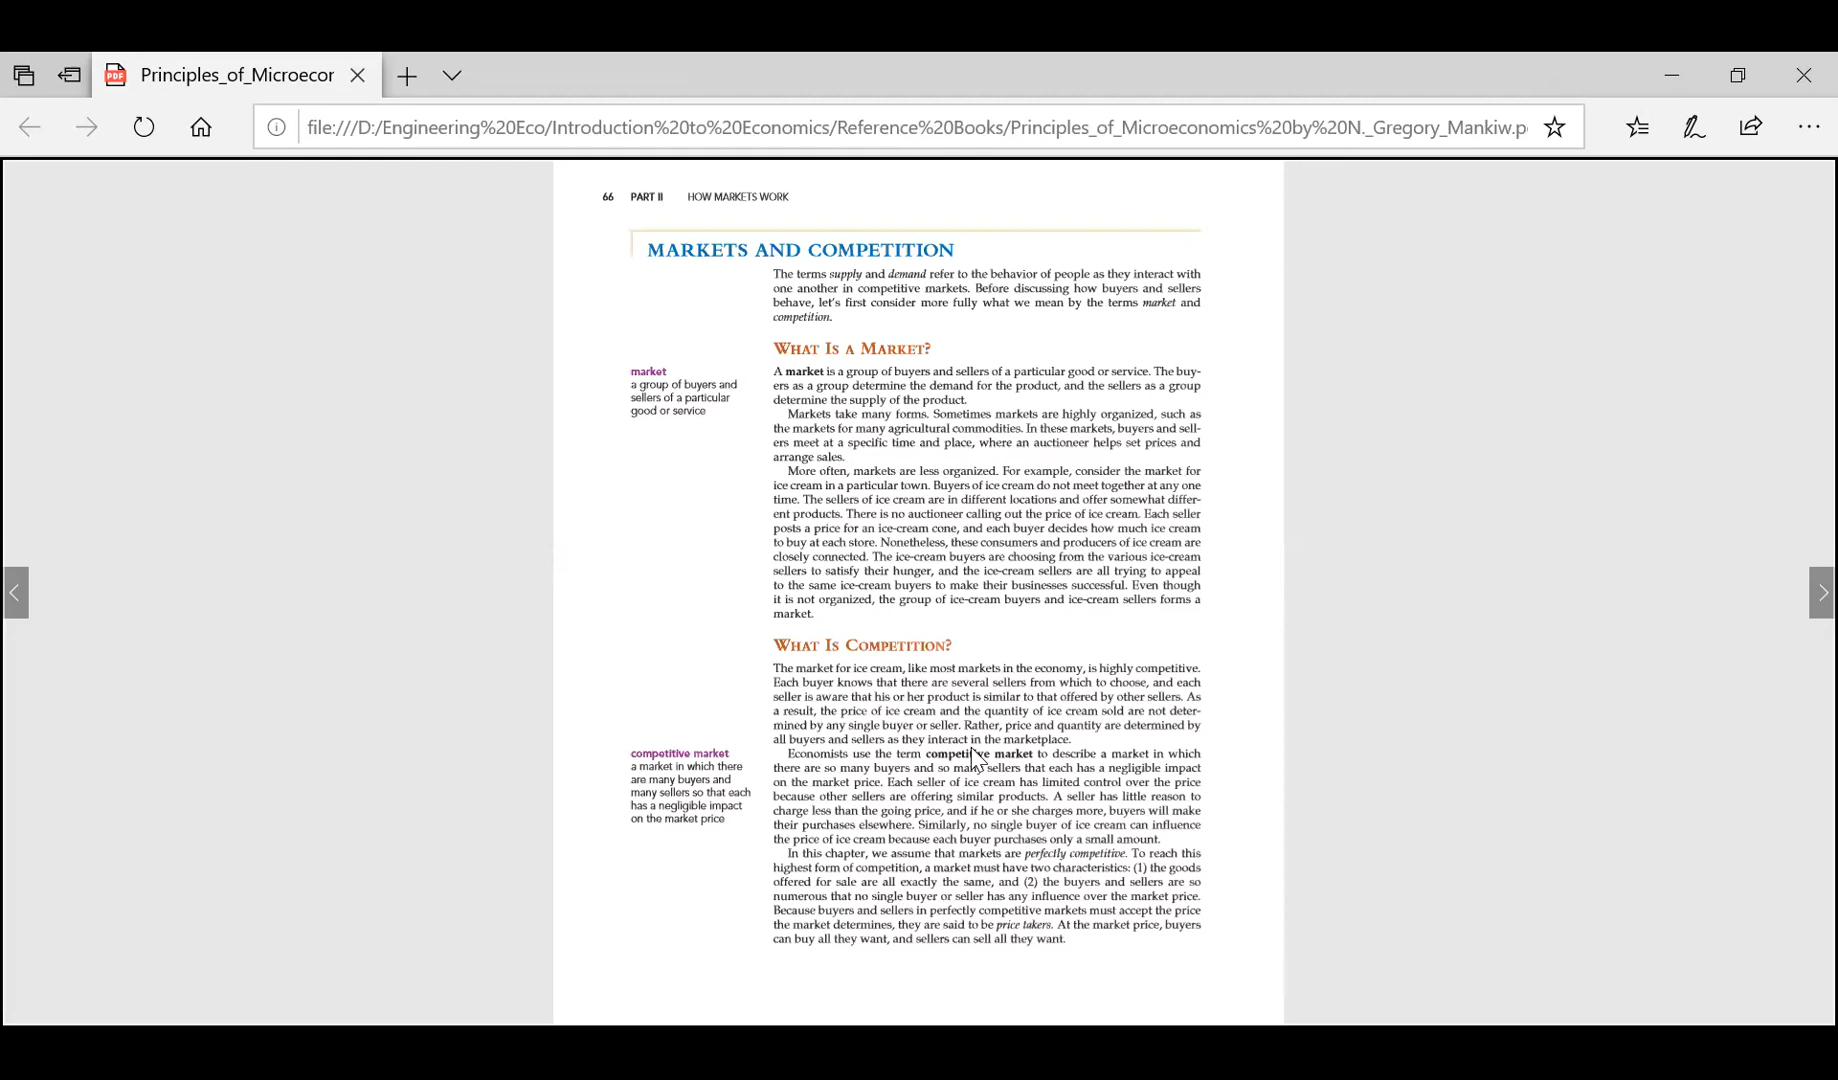 Principles_of_Microecor
file:///D:/Engineering%20Eco/Introduction%20to%20Economics/Reference%20Books/Principles_of_Microeconomics%20by%20N._Gregory_Mankiw.p
66 PART II HOW MARKETS WORK
MARKETS AND COMPETITION
The terms supply and demand refer to the behavior of people as they interact with
one another in competitive markets. Before discussing how buyers and sellers
behave, let's first consider more fully what we mean by the terms market and
competition.
WHAT IS A MARKET?
market
a group of buyers and
sellers of a particular
good or service
A market is a group of buyers and sellers of a particular good or service. The buy-
ers as a group determine the demand for the product, and the sellers as a group
determine the supply of the product.
Markets take many forms. Sometimes markets are highly organized, such as
the markets for many agricultural commodities. In these markets, buyers and sell-
ers meet at a specific time and place, where an auctioneer helps set prices and
arrange sales.
More often, markets are less organized. For example, consider the market for
ice cream in a particular town. Buyers of ice cream do not meet together at any one
time. The sellers of ice cream are in different locations and offer somewhat differ-
ent products. There is no auctioneer calling out the price of ice cream. Each seller
posts a price for an ice-cream cone, and each buyer decides how much ice cream
to buy at each store. Nonetheless, these consumers and producers of ice cream are
closely connected. The ice-cream buyers are choosing from the various ice-cream
sellers to satisfy their hunger, and the ice-cream sellers are all trying to appeal
to the same ice-cream buyers to make their businesses successful. Even though
it is not organized, the group of ice-cream buyers and ice-cream sellers forms a
market.
WHAT IS COMPETITION?
The market for ice cream, like most markets in the economy, is highly competitive.
Each buyer knows that there are several sellers from which to choose, and each
seller is aware that his or her product is similar to that offered by other sellers. As
a result, the price of ice cream and the quantity of ice cream sold are not deter-
mined by any single buyer or seller. Rather, price and quantity are determined by
all buyers and sellers as they interact in the marketplace.
competitive market
a market in which there
are many buyers and
many sellers so that each
has a negligible impact
on the market price
Economists use the term competitive market to describe a market in which
there are so many buyers and so many sellers that each has a negligible impact
on the market price. Each seller of ice cream has limited control over the price
because other sellers are offering similar products. A seller has little reason to
charge less than the going price, and if he or she charges more, buyers will make
their purchases elsewhere. Similarly, no single buyer of ice cream can influence
the price of ice cream because each buyer purchases only a small amount.
In this chapter, we assume that markets are perfectly competitive. To reach this
highest form of competition, a market must have two characteristics: (1) the goods
offered for sale are all exactly the same, and (2) the buyers and sellers are so
numerous that no single buyer or seller has any influence over the market price.
Because buyers and sellers in perfectly competitive markets must accept the price
the market determines, they are said to be price takers. At the market price, buyers
can buy all they want, and sellers can sell all they want.